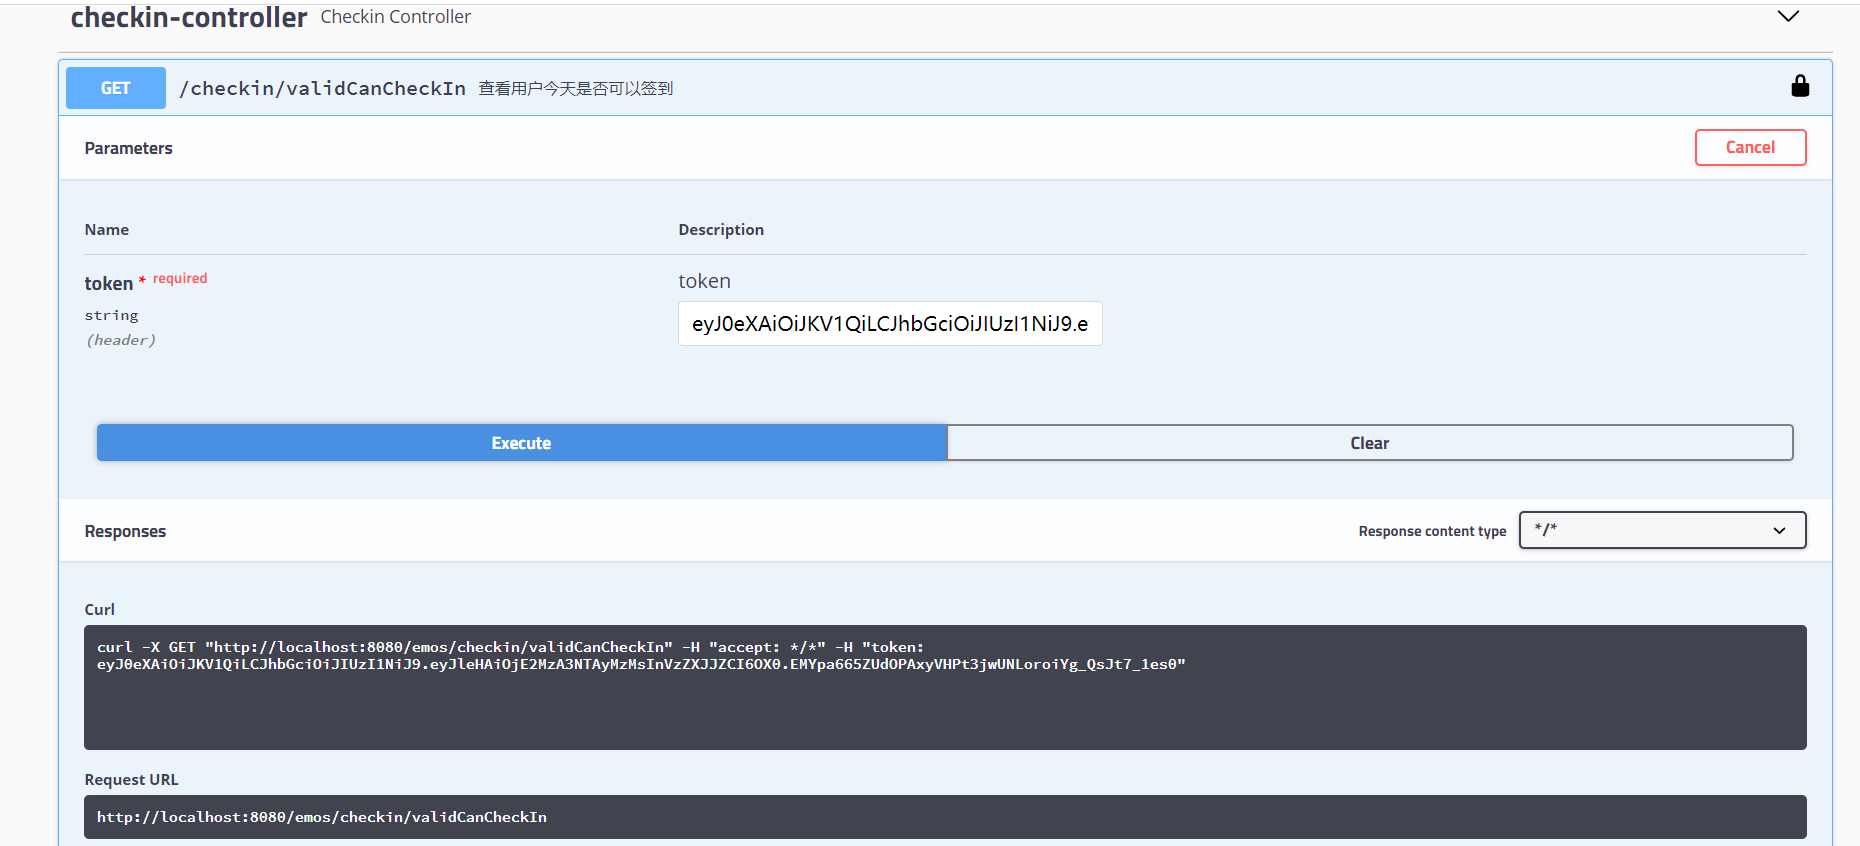 checkin-controller Checkin Controller
GET /checkin/validCanCheckIn 查看用户今天是否可以签到
Parameters Cancel
Name Description
token * required token
string eyJ0eXAiOiJKV1QiLCJhbGciOiJIUzI1NiJ9.e
(header)
Execute Clear
Responses Response content type */*
Curl
curl -X GET "http://localhost:8080/emos/checkin/validCanCheckIn" -H "accept: */*" -H "token:
eyJ0eXAiOiJKV1QiLCJhbGciOiJIUzI1NiJ9.eyJleHAiOjE2MzA3NTAyMzMsInVzZXJJZCI6OX0.EMYpa665ZUdOPAxyVHPt3jwUNLoroiYg_QsJt7_1es0"
Request URL
http://localhost:8080/emos/checkin/validCanCheckIn